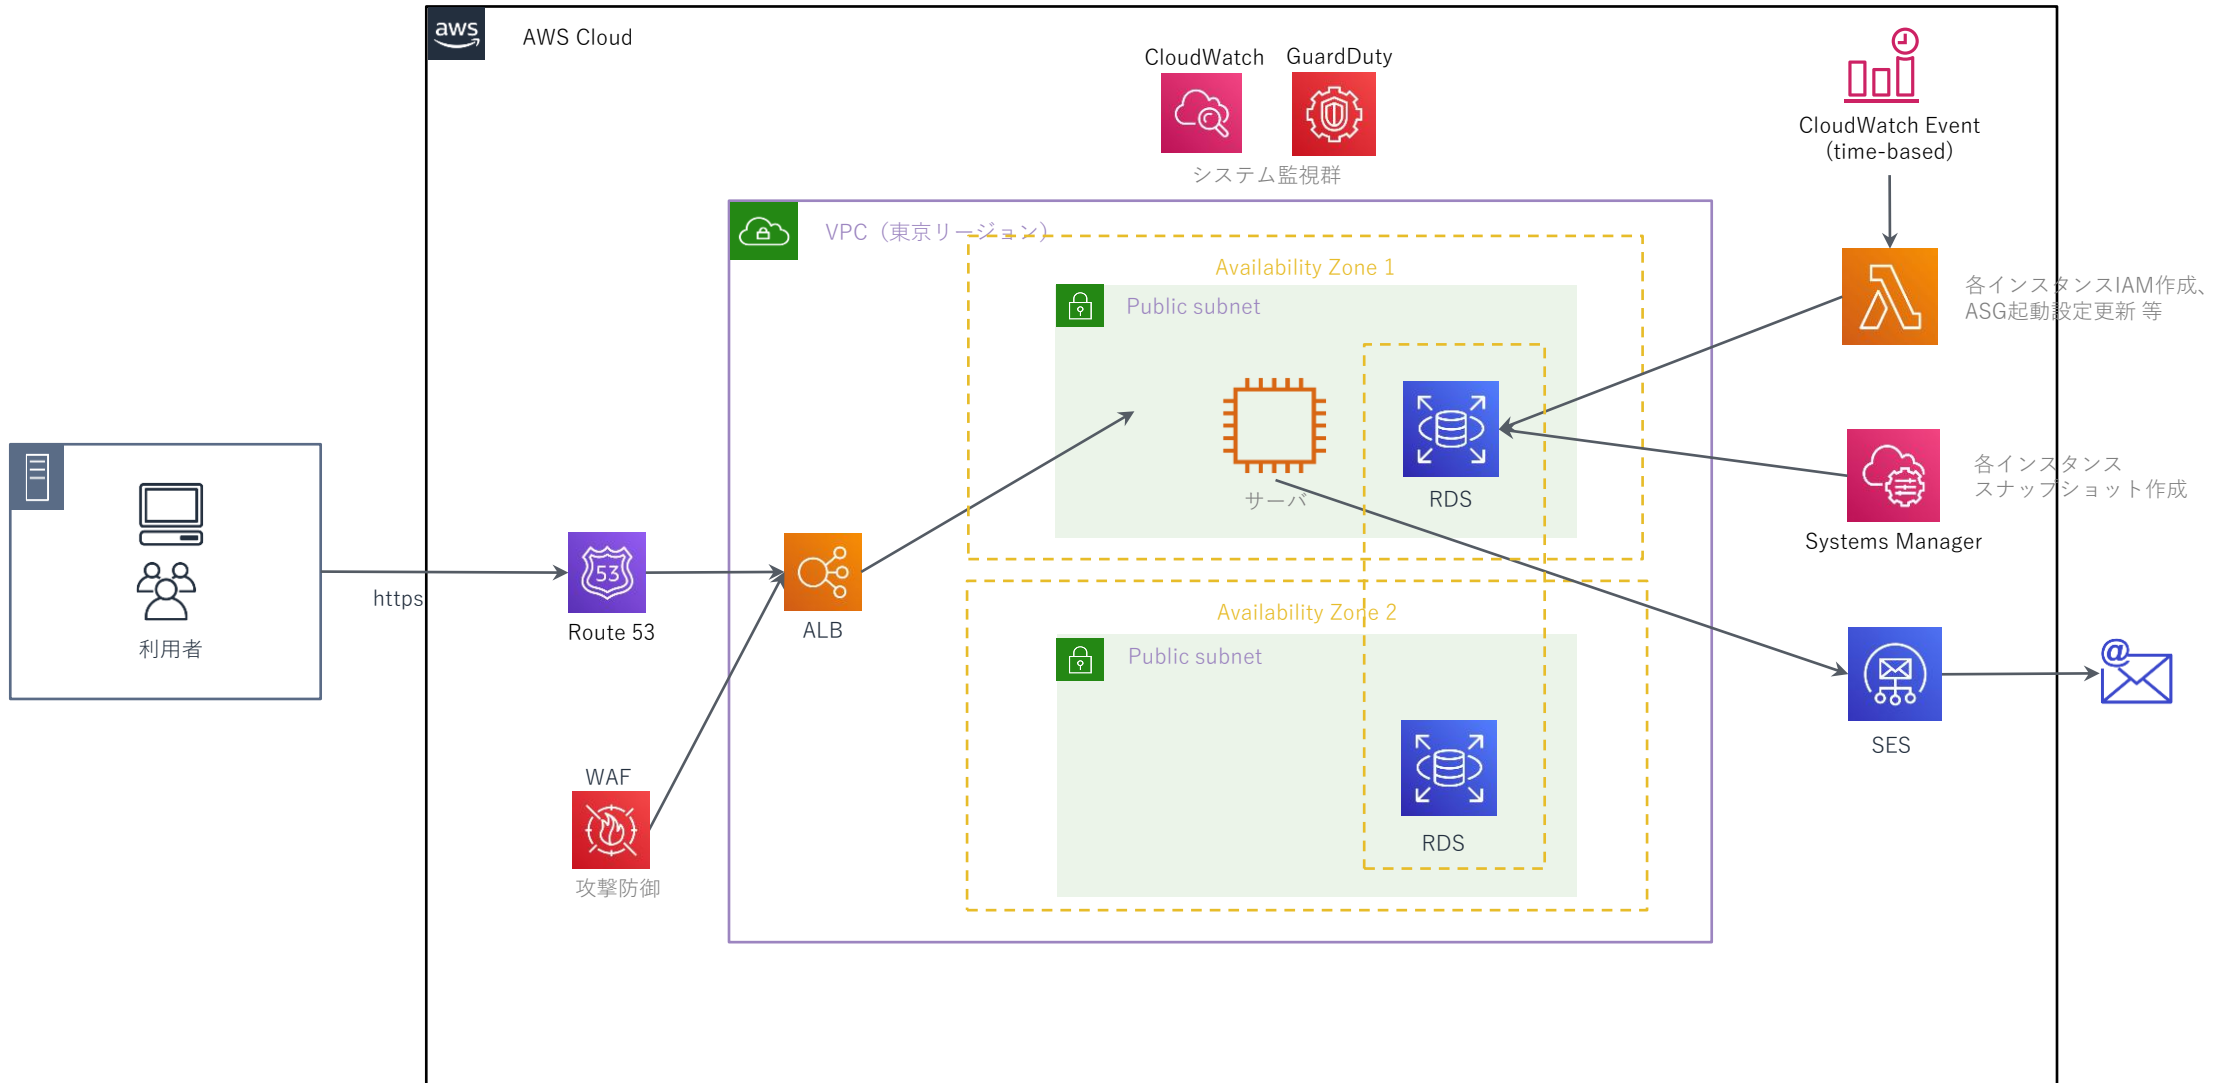 aws
AWS Cloud
CloudWatch
GuardDuty
システム監視群
CloudWatch Event
(time-based)
VPC（東京リージョン）
Availability Zone 1
Public subnet
各インスタンスIAM作成、
ASG起動設定更新 等
サーバ
RDS
各インスタンス
スナップショット作成
Systems Manager
https
53
Route 53
ALB
利用者
Availability Zone 2
Public subnet
@
SES
WAF
攻撃防御
RDS